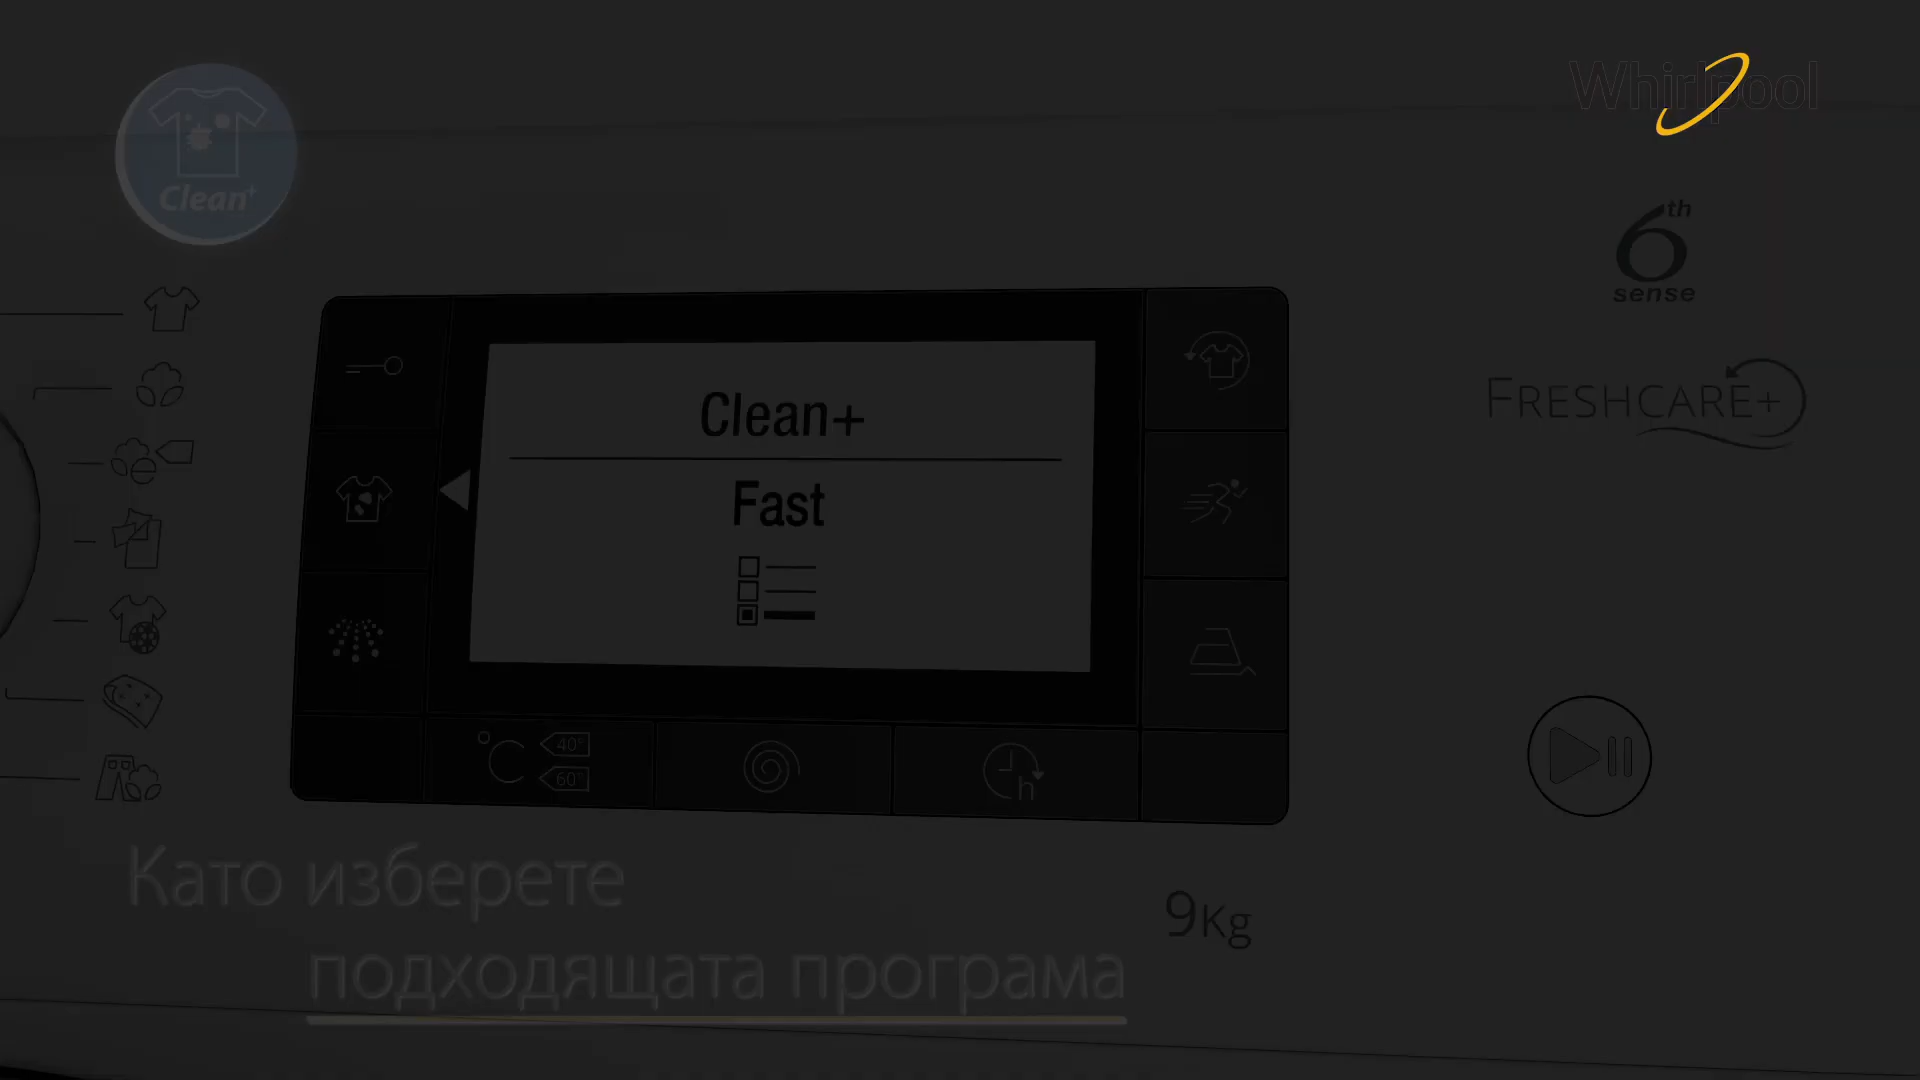 Whirlpool
Clean+
6th
sense
FRESHCARE+
Clean+
Fast
°C 40° 60°
h
Като изберете
подходящата програма
9Kg